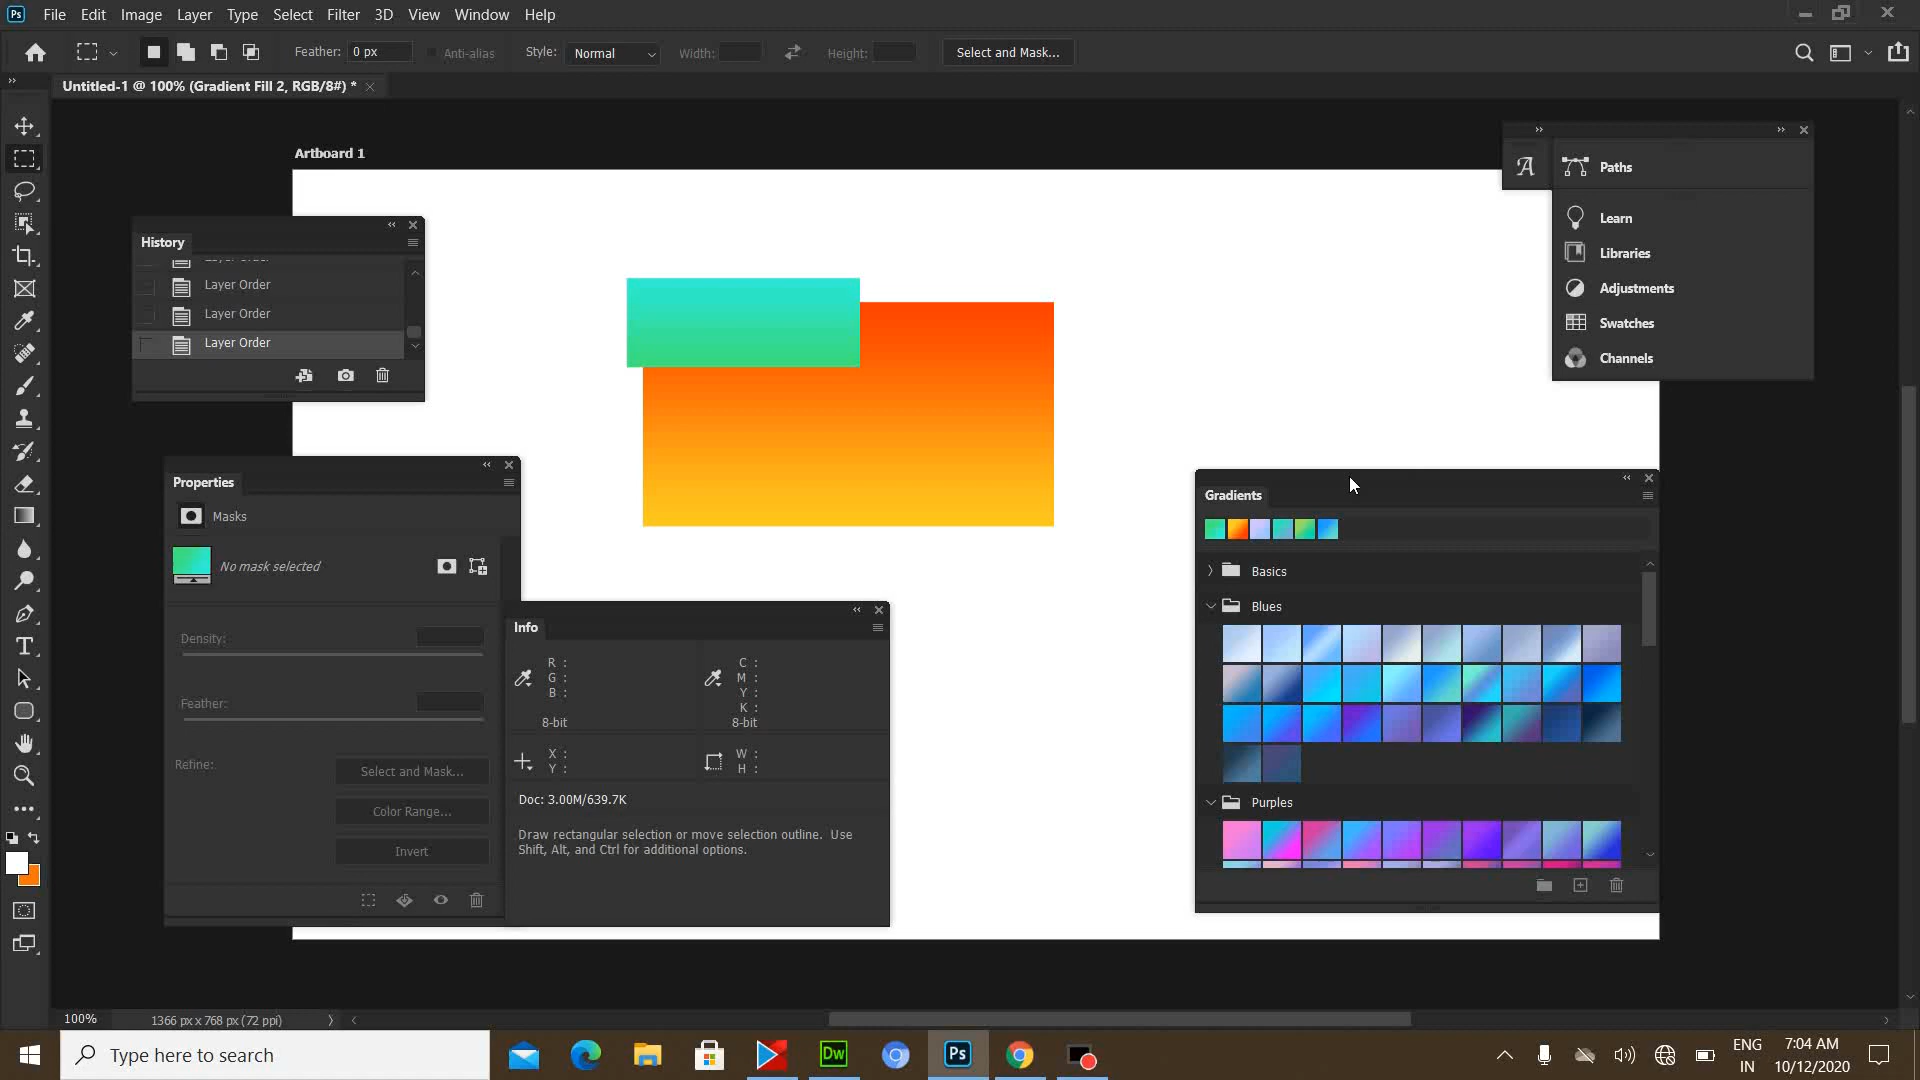 Ps File Edit Image Layer Type Select Filter 3D View Window Help
Feather: 0 px Anti-alias Style: Normal Width: Height: Select and Mask...
Untitled-1 @ 100% (Gradient Fill 2, RGB/8#) *
Artboard 1
Paths
Learn
Libraries
Adjustments
Swatches
Channels
History
Layer Order
Layer Order
Layer Order
Layer Order
Properties
Masks
No mask selected
Density:
Feather:
Refine:
Select and Mask...
Color Range...
Invert
Info
R :
G :
B :
8-bit
C :
M :
Y :
K :
8-bit
X :
Y :
W :
H :
Doc: 3.00M/639.7K
Draw rectangular selection or move selection outline. Use
Shift, Alt, and Ctrl for additional options.
Gradients
Basics
Blues
Purples
100% 1366 px x 768 px (72 ppi)
Type here to search
Dw
Ps
ENG
IN
7:04 AM
10/12/2020